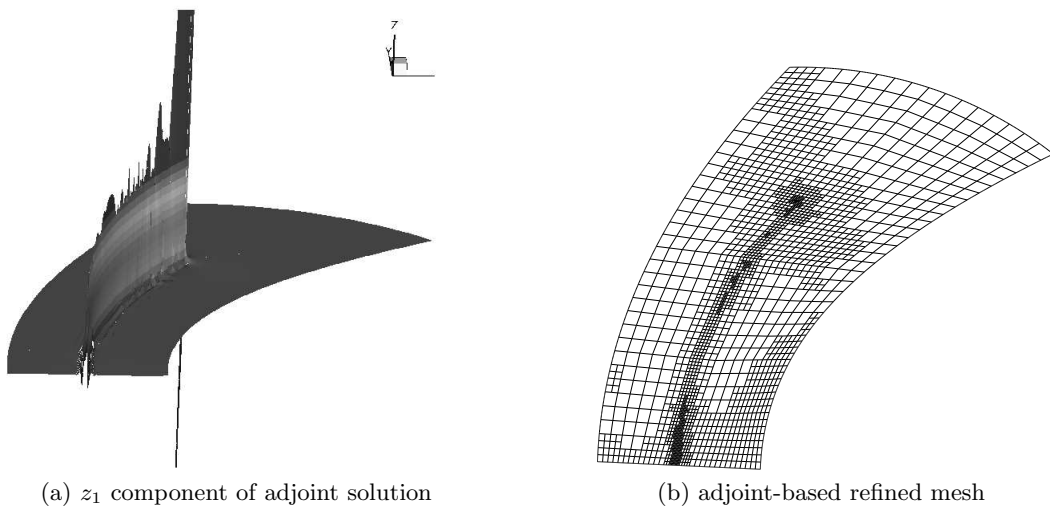 Z
Y
(a) z₁ component of adjoint solution
(b) adjoint-based refined mesh